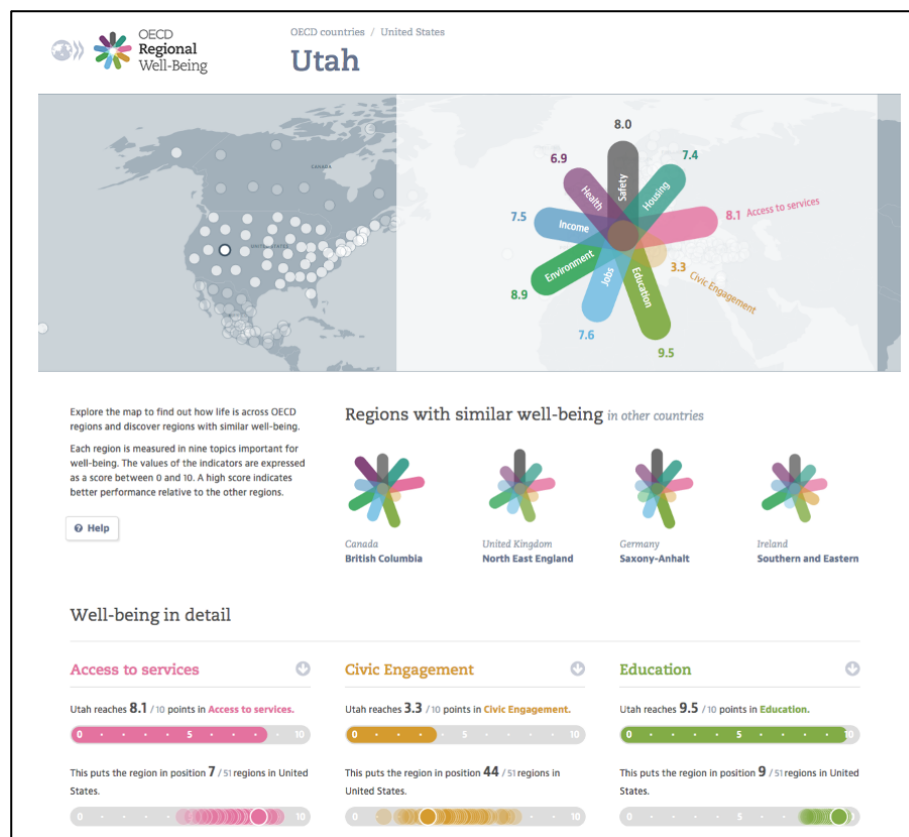 OECD
Regional
Well-Being
OECD countries / United States
Utah
CANADA
UNITED STATES
8.0
Safety
7.4
Housing
8.1 Access to services
3.3 Civic Engagement
9.5
Education
7.6
Jobs
8.9
Environment
7.5
Income
6.9
Health
Explore the map to find out how life is across OECD
regions and discover regions with similar well-being.
Each region is measured in nine topics important for
well-being. The values of the indicators are expressed
as a score between 0 and 10. A high score indicates
better performance relative to the other regions.
Help
Regions with similar well-being in other countries
Canada
British Columbia
United Kingdom
North East England
Germany
Saxony-Anhalt
Ireland
Southern and Eastern
Well-being in detail
Access to services
Utah reaches 8.1 / 10 points in Access to services.
0 5 10
This puts the region in position 7 / 51 regions in United
States.
0 10
Civic Engagement
Utah reaches 3.3 / 10 points in Civic Engagement.
0 5 10
This puts the region in position 44 / 51 regions in
United States.
0 10
Education
Utah reaches 9.5 / 10 points in Education.
0 5 10
This puts the region in position 9 / 51 regions in United
States.
0 5 10